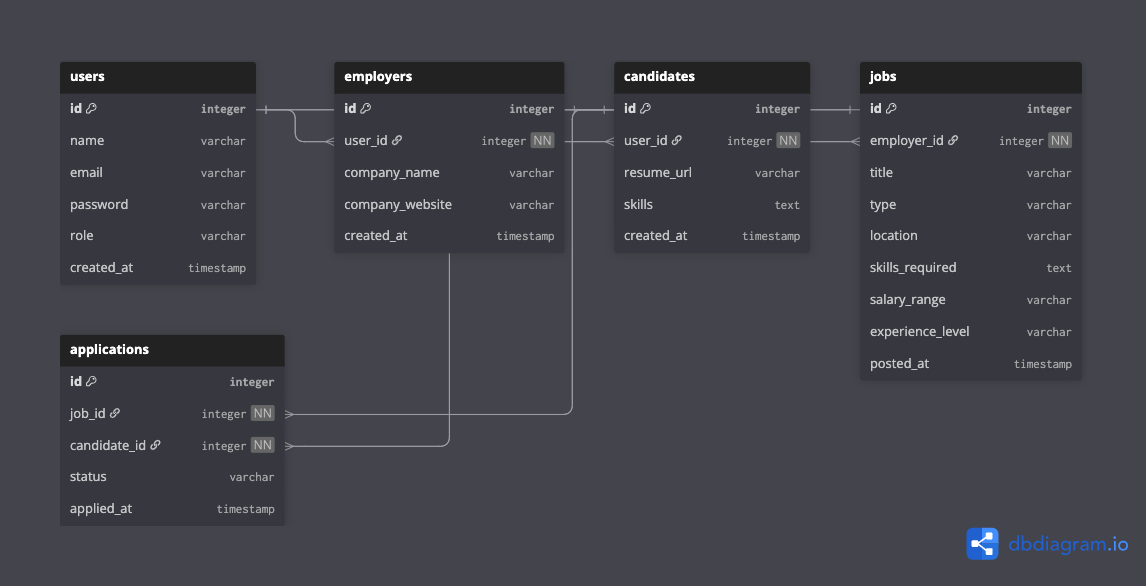 users
id integer
name varchar
email varchar
password varchar
role varchar
created_at timestamp
employers
id integer
user_id integer NN
company_name varchar
company_website varchar
created_at timestamp
candidates
id integer
user_id integer NN
resume_url varchar
skills text
created_at timestamp
jobs
id integer
employer_id integer NN
title varchar
type varchar
location varchar
skills_required text
salary_range varchar
experience_level varchar
posted_at timestamp
applications
id integer
job_id integer NN
candidate_id integer NN
status varchar
applied_at timestamp
dbdiagram.io